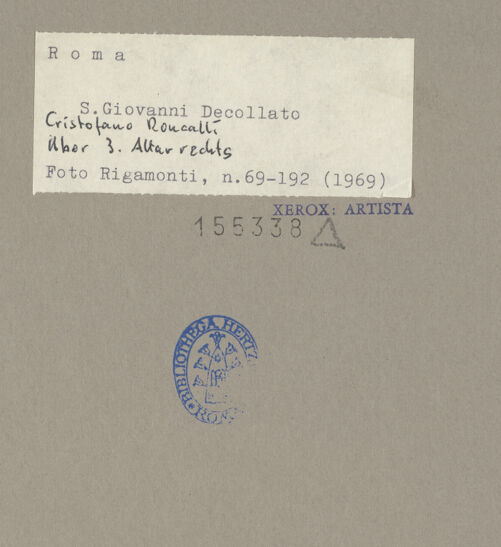 Roma
S.Giovanni Decollato
Cristofano Roncalli
über 3. Altar rechts
Foto Rigamonti, n.69-192 (1969)
XEROX: ARTISTA
155338
BIBLIOTHECA HERTZ
ROMA